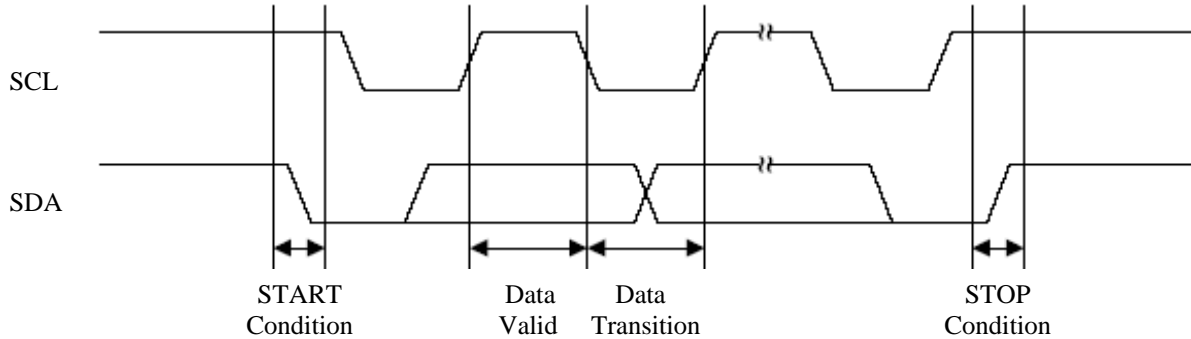 SCL
SDA
START
Condition
Data
Valid
Data
Transition
STOP
Condition